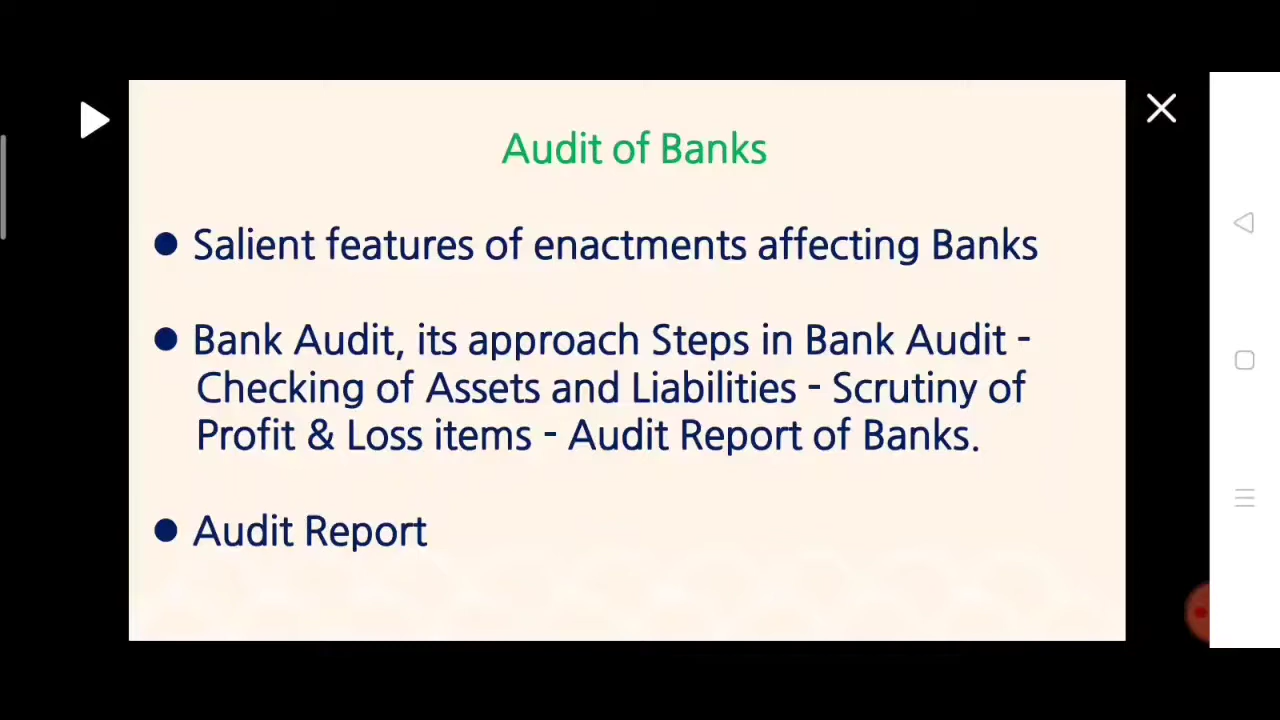 Audit of Banks
● Salient features of enactments affecting Banks
● Bank Audit, its approach Steps in Bank Audit -
Checking of Assets and Liabilities - Scrutiny of
Profit & Loss items - Audit Report of Banks.
● Audit Report